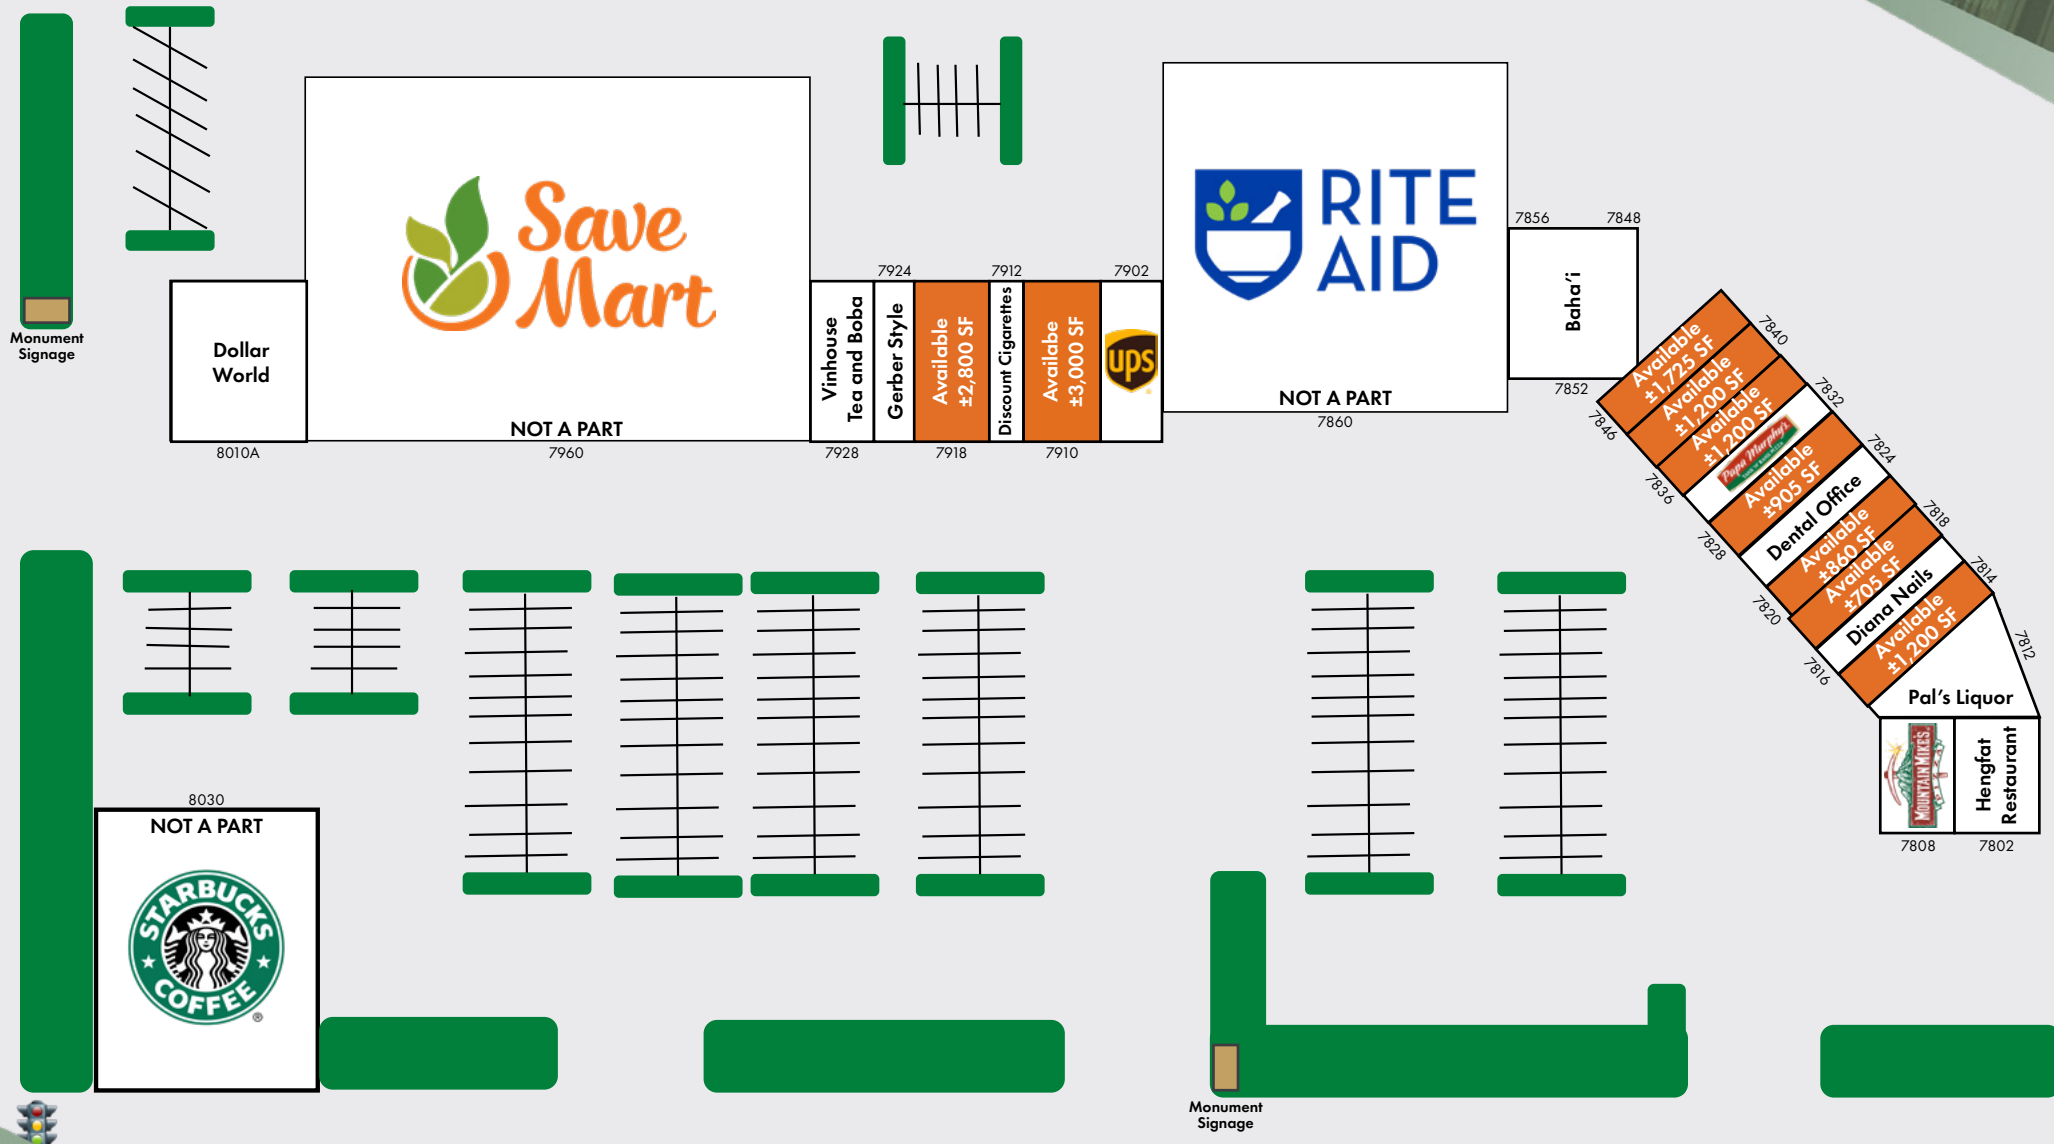 Monument
Signage
Dollar
World
8010A
Save
Mart
NOT A PART
7960
Vinhouse
Tea and Boba
7928
7924
Gerber Style
Available
±2,800 SF
7918
7912
Discount Cigarettes
Availabe
±3,000 SF
7910
7902
ups
RITE
AID
NOT A PART
7860
7856
7848
Baha'i
7852
Available
±1,725 SF
7846
7840
Available
±1,200 SF
Available
±1,200 SF
7836
7832
Papa Murphy's
Available
±905 SF
7828
7824
Dental Office
Available
±860 SF
7820
7818
Available
±705 SF
Diana Nails
7816
7814
Available
±1,200 SF
7812
Pal's Liquor
MOUNTAIN MIKE'S
7808
Hengfat
Restaurant
7802
8030
NOT A PART
STARBUCKS
COFFEE
®
Monument
Signage